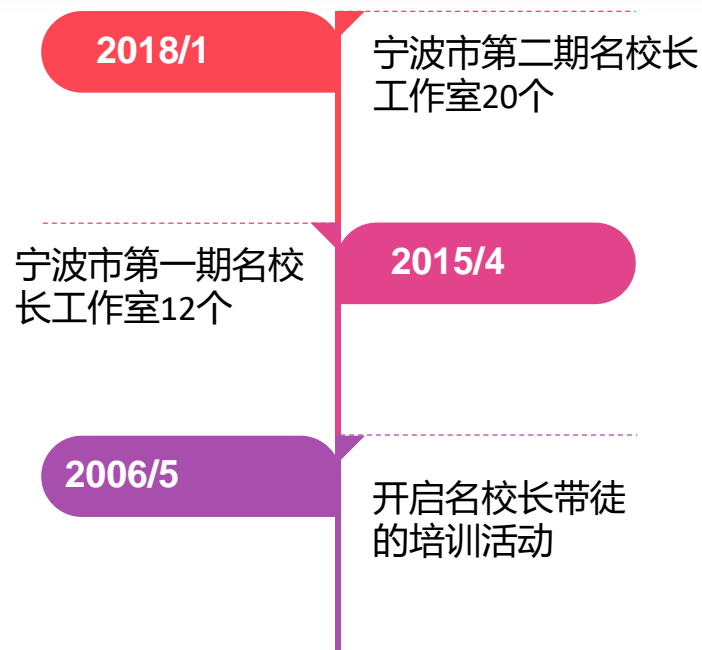 2018/1
宁波市第二期名校长
工作室20个
2015/4
宁波市第一期名校
长工作室12个
2006/5
开启名校长带徒
的培训活动